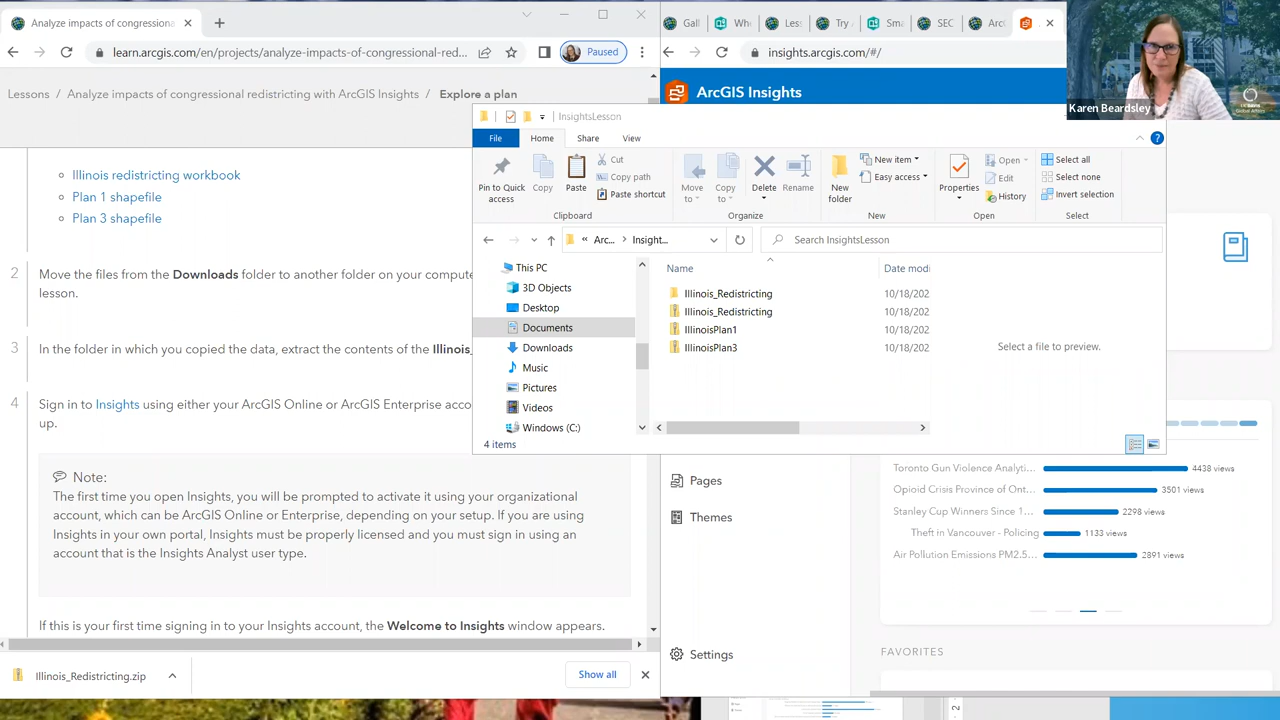 Analyze impacts of congressional
Gall
Whe
Less
Try
Sma
SEC
ArcG
learn.arcgis.com/en/projects/analyze-impacts-of-congressional-re
Paused
insights.arcgis.com/#/
Lessons / Analyze impacts of congressional redistricting with ArcGIS Insights / Explore a plan
ArcGIS Insights
Karen Beardsley
UC Davis
Global Affairs
InsightsLesson
File
Home
Share
View
Illinois redistricting workbook
Plan 1 shapefile
Plan 3 shapefile
Pin to Quick access
Copy
Paste
Cut
Copy path
Paste shortcut
Clipboard
Move to
Copy to
Delete
Rename
Organize
New folder
New item
Easy access
New
Properties
Open
Edit
History
Open
Select all
Select none
Invert selection
Select
« Arc... > Insight...
Search InsightsLesson
2
Move the files from the Downloads folder to another folder on your compute
lesson.
3
In the folder in which you copied the data, extract the contents of the Illinois_
4
Sign in to Insights using either your ArcGIS Online or ArcGIS Enterprise acco
up.
This PC
3D Objects
Desktop
Documents
Downloads
Music
Pictures
Videos
Windows (C:)
Name
Date modi
Illinois_Redistricting 10/18/202
Illinois_Redistricting 10/18/202
IllinoisPlan1 10/18/202
IllinoisPlan3 10/18/202
Select a file to preview.
4 items
Note:
The first time you open Insights, you will be prompted to activate it using your organizational
account, which can be ArcGIS Online or Enterprise depending on your setup. If you are using
Insights in your own portal, Insights must be correctly licensed and you must sign in using an
account that is the Insights Analyst user type.
If this is your first time signing in to your Insights account, the Welcome to Insights window appears.
Pages
Themes
Settings
Toronto Gun Violence Analyti... 4438 views
Opioid Crisis Province of Ont... 3501 views
Stanley Cup Winners Since 1... 2298 views
Theft in Vancouver - Policing 1133 views
Air Pollution Emissions PM2.5... 2891 views
FAVORITES
Illinois_Redistricting.zip
Show all
2